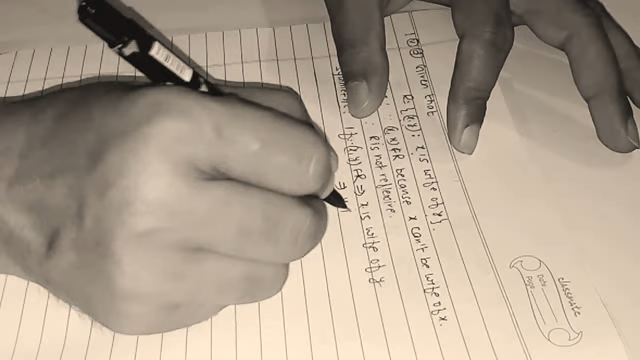 classmate
Date
Page
Given that
R={(x,y): x is wife of y}.
∵ (x,x)∉R because x can't be wife of x.
∴ R is not reflexive.
If (x,y)∈R ⇒ x is wife of y
⇒